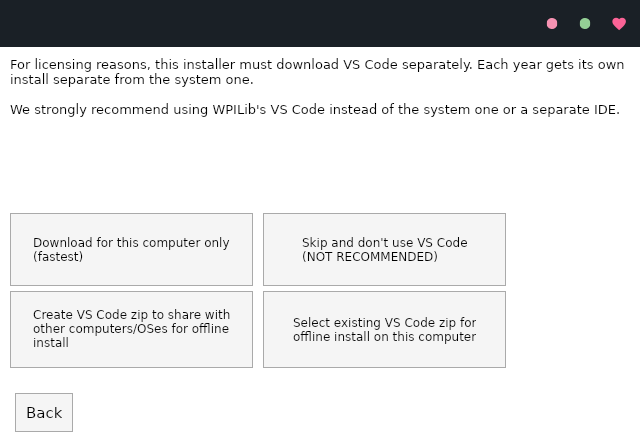 For licensing reasons, this installer must download VS Code separately. Each year gets its own
install separate from the system one.
We strongly recommend using WPILib's VS Code instead of the system one or a separate IDE.
Download for this computer only
(fastest)
Skip and don't use VS Code
(NOT RECOMMENDED)
Create VS Code zip to share with
other computers/OSes for offline
install
Select existing VS Code zip for
offline install on this computer
Back